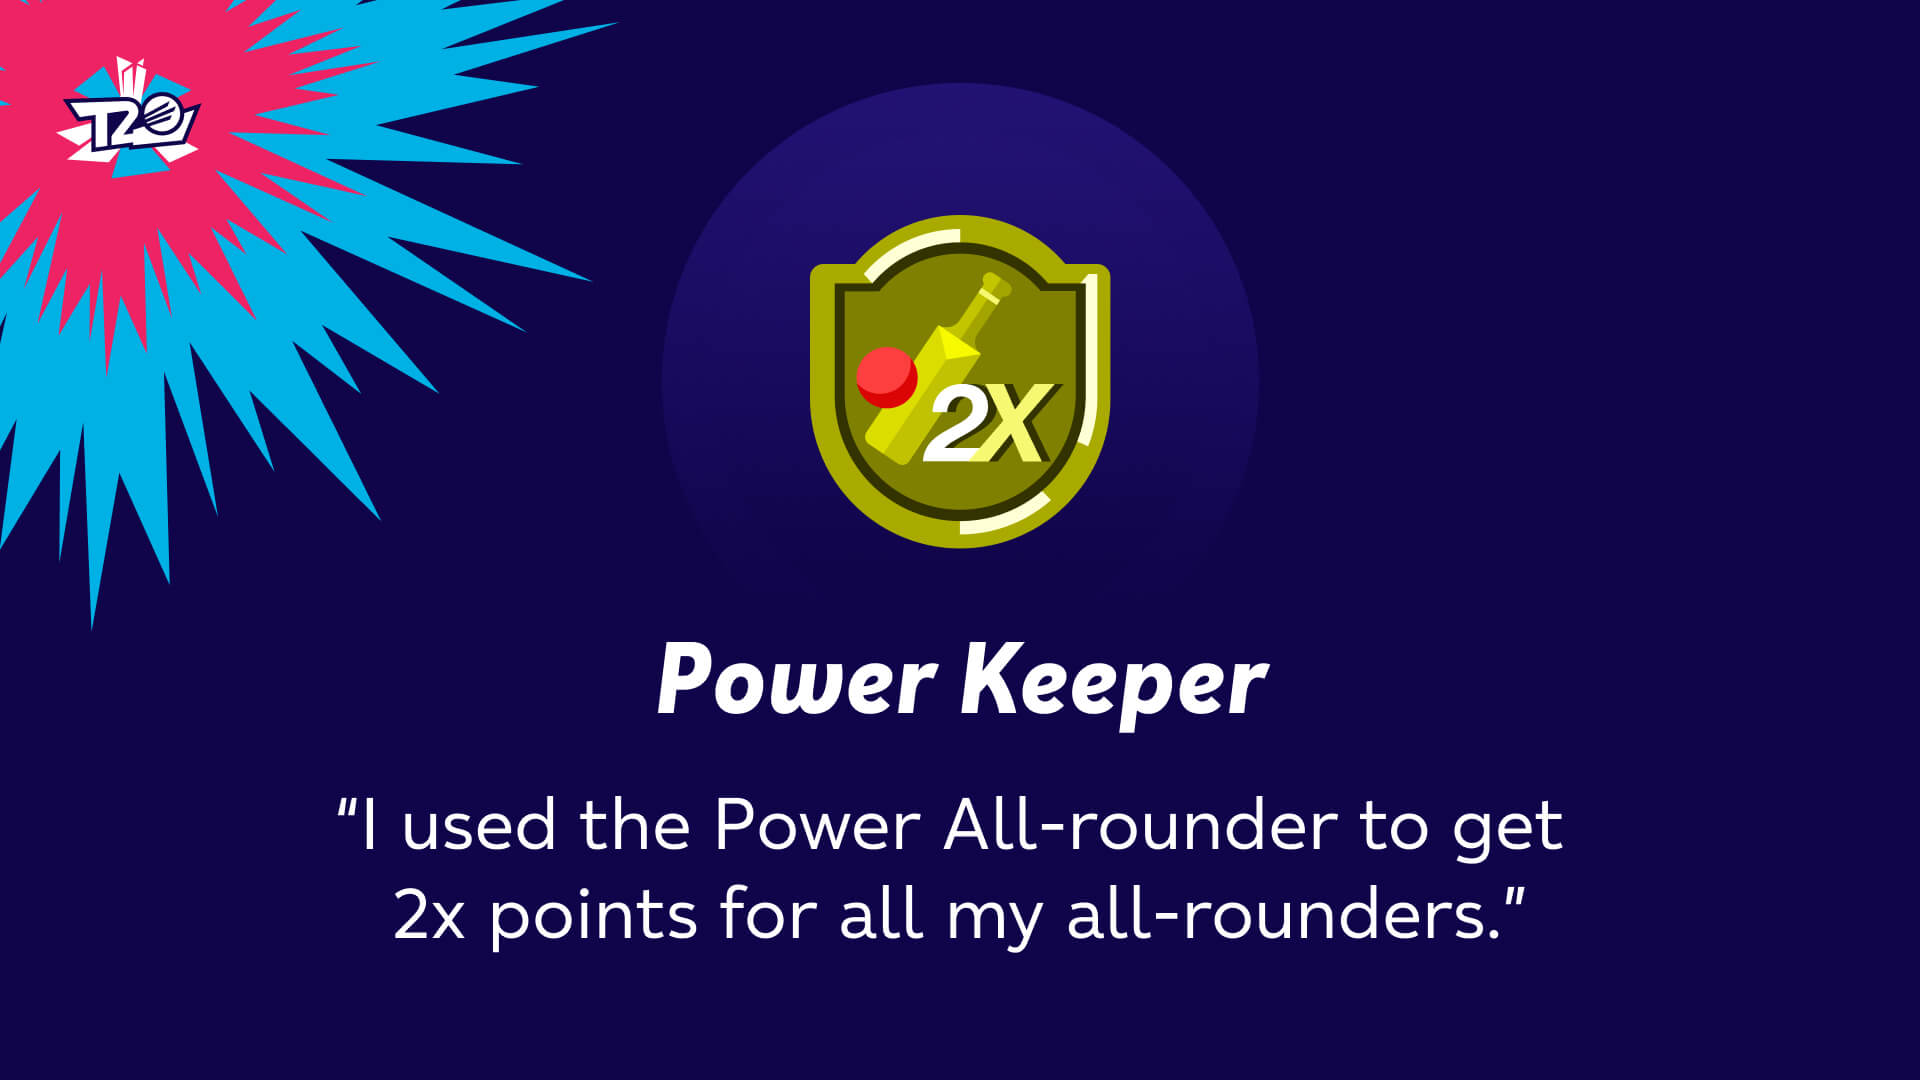 T20
2X
Power Keeper
“I used the Power All-rounder to get
2x points for all my all-rounders.”